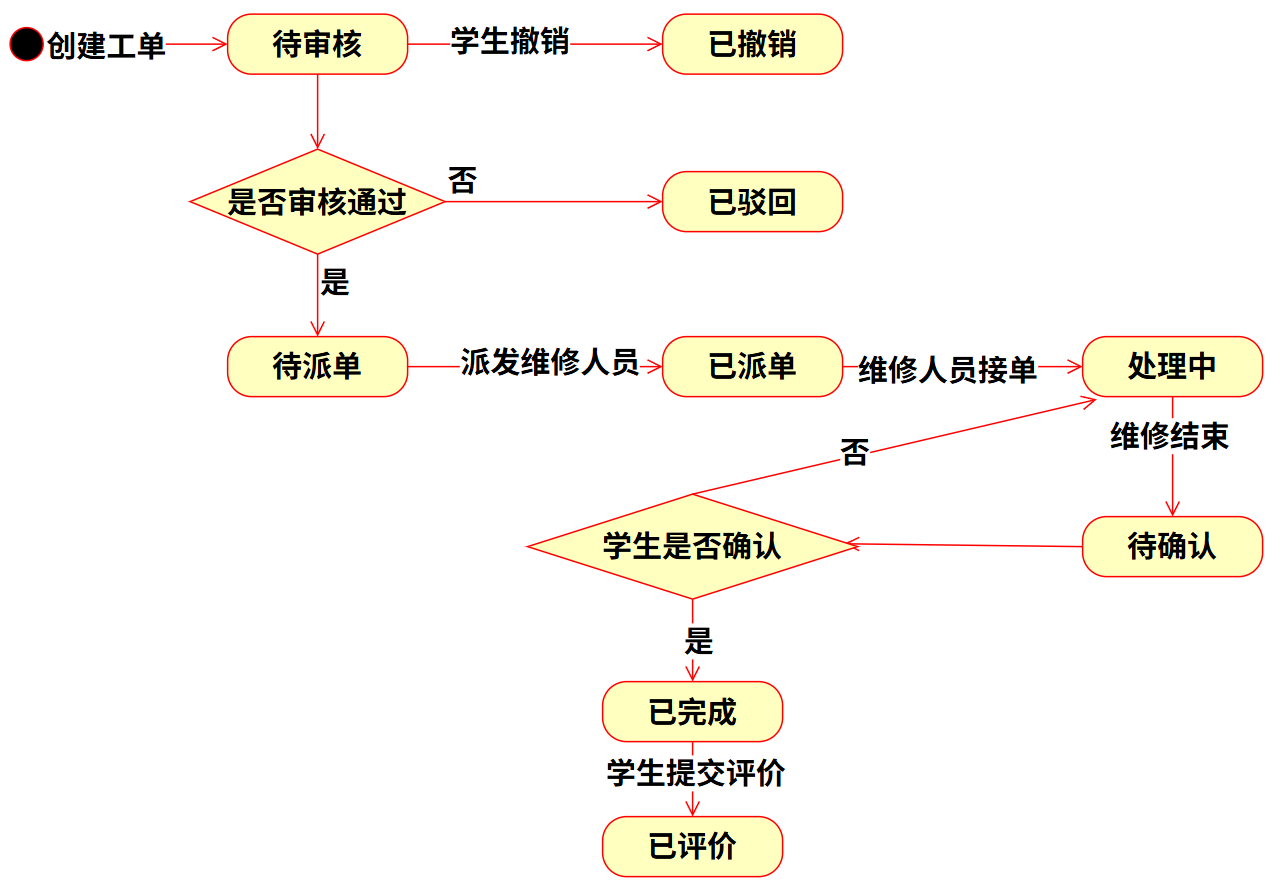 创建工单
待审核
学生撤销
已撤销
是否审核通过
否
已驳回
是
待派单
派发维修人员
已派单
维修人员接单
处理中
否
维修结束
学生是否确认
待确认
是
已完成
学生提交评价
已评价